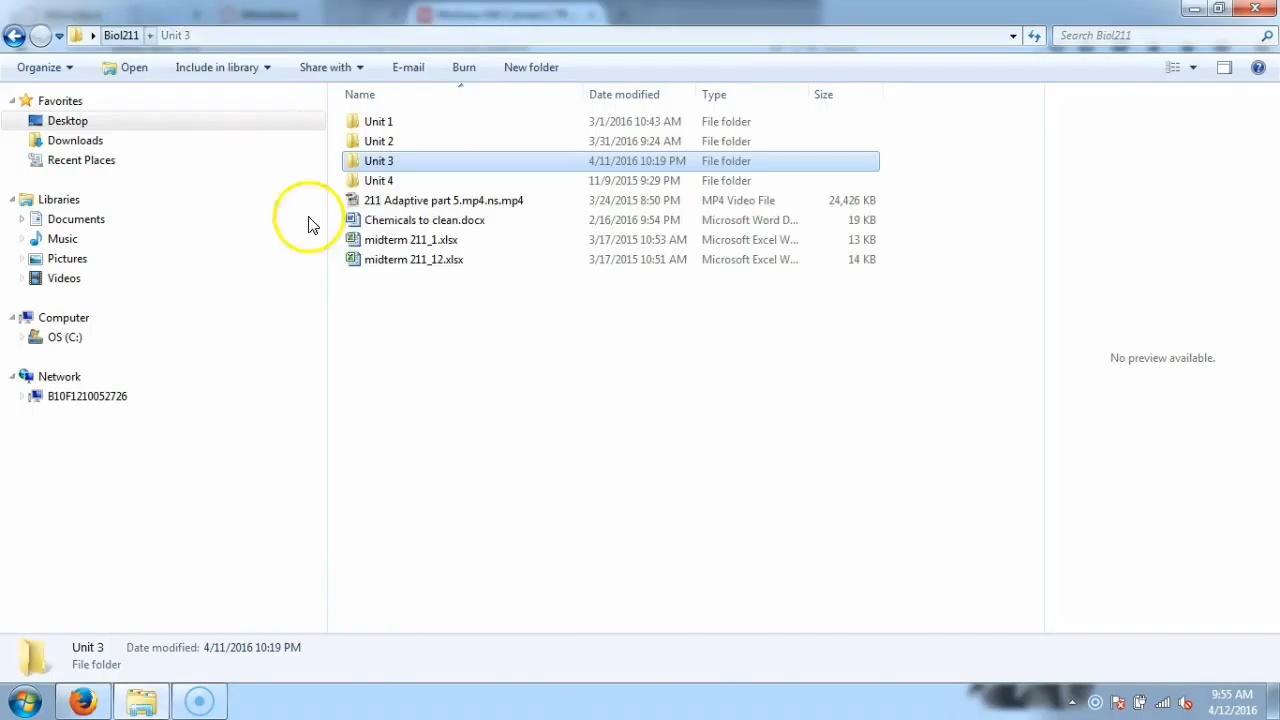 Biol211 Unit 3 Search Biol211
Organize Open Include in library Share with E-mail Burn New folder
Name Date modified Type Size
Favorites
Desktop
Downloads
Recent Places
Libraries
Documents
Music
Pictures
Videos
Computer
OS (C:)
Network
B10F1210052726
Unit 1 3/1/2016 10:43 AM File folder
Unit 2 3/31/2016 9:24 AM File folder
Unit 3 4/11/2016 10:19 PM File folder
Unit 4 11/9/2015 9:29 PM File folder
211 Adaptive part 5.mp4.ns.mp4 3/24/2015 8:50 PM MP4 Video File 24,426 KB
Chemicals to clean.docx 2/16/2016 9:54 PM Microsoft Word D... 19 KB
midterm 211_1.xlsx 3/17/2015 10:53 AM Microsoft Excel W... 13 KB
midterm 211_12.xlsx 3/17/2015 10:51 AM Microsoft Excel W... 14 KB
No preview available.
Unit 3 Date modified: 4/11/2016 10:19 PM
File folder
9:55 AM
4/12/2016